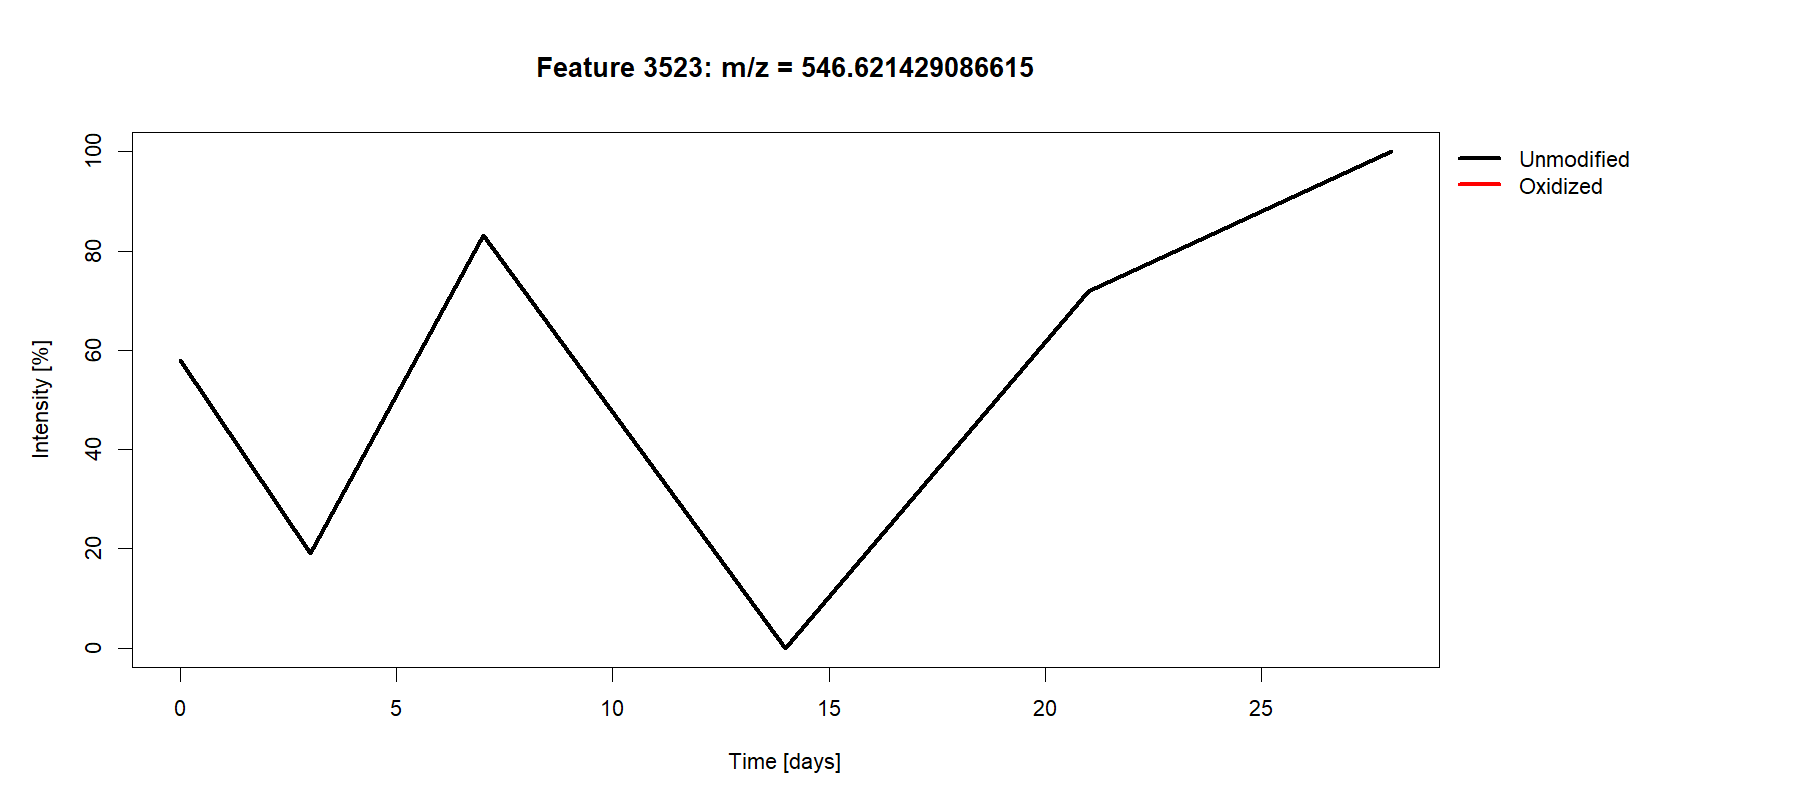 Feature 3523: m/z = 546.621429086615
Unmodified
Oxidized
Intensity [%]
100
80
60
40
20
0
0 5 10 15 20 25
Time [days]